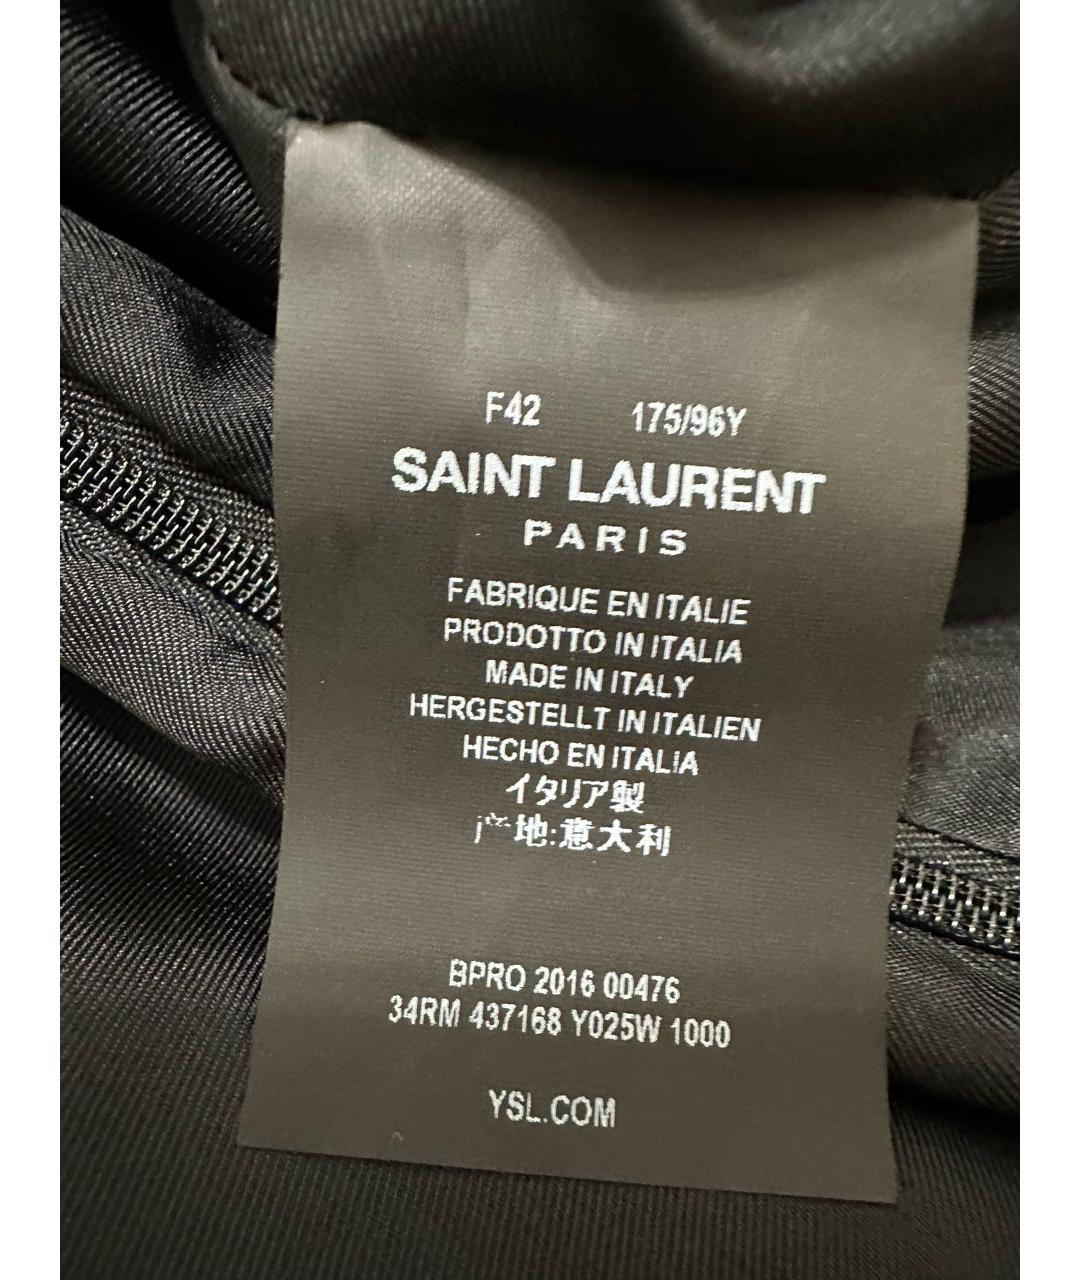 F42 175/96Y
SAINT LAURENT
PARIS
FABRIQUE EN ITALIE
PRODOTTO IN ITALIA
MADE IN ITALY
HERGESTELLT IN ITALIEN
HECHO EN ITALIA
イタリア製
产地:意大利
BPRO 2016 00476
34RM 437168 Y025W 1000
YSL.COM